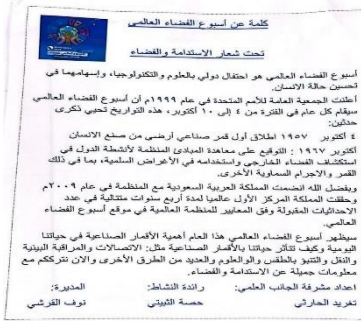 كلمة عن أسبوع الفضاء العالمي
تحت شعار الاستدامة والفضاء
أسبوع الفضاء العالمي هو احتفال دولي بالعلوم والتكنولوجيا، وإسهامهما في
تحسين حالة الانسان.
أعلنت الجمعية العامة للأمم المتحدة في عام ١٩٩٩م أن أسبوع الفضاء العالمي
سيقام كل عام في الفترة من ٤ إلى ١٠ أكتوبر، هذه التواريخ تحيي ذكرى
حدثين:
٤ أكتوبر ١٩٥٧ اطلاق أول قمر صناعي أرضي من صنع الانسان
أكتوبر ١٩٦٧ : التوقيع على معاهدة المبادئ المنظمة لأنشطة الدول في
استكشاف الفضاء الخارجي واستخدامه في الأغراض السلمية، بما في ذلك
القمر والاجرام السماوية الأخرى.
وبفضل الله انضمت المملكة العربية السعودية مع المنظمة في عام ٢٠٠٩م
وحققت المملكة المركز الأول عالميا لمدة أربع سنوات متتالية في عدد
الاحداثيات المقبولة وفق المعايير للمنظمة العالمية في موقع أسبوع الفضاء
العالمي.
سيظهر أسبوع الفضاء العالمي هذا العام أهمية الأقمار الصناعية في حياتنا
اليومية وكيف تتأثر حياتنا بالأقمار الصناعية مثل: الاتصالات والمراقبة البيئية
والنقل والتنبؤ بالطقس والوالعلوم والعديد من الطرق الأخرى والان نترككم مع
معلومات جميلة عن الاستدامة والفضاء.
اعداد مشرفة الجانب العلمي: رائدة النشاط: المديرة:
تغريد الحارثي حصة الثبيتي نوف القرشي